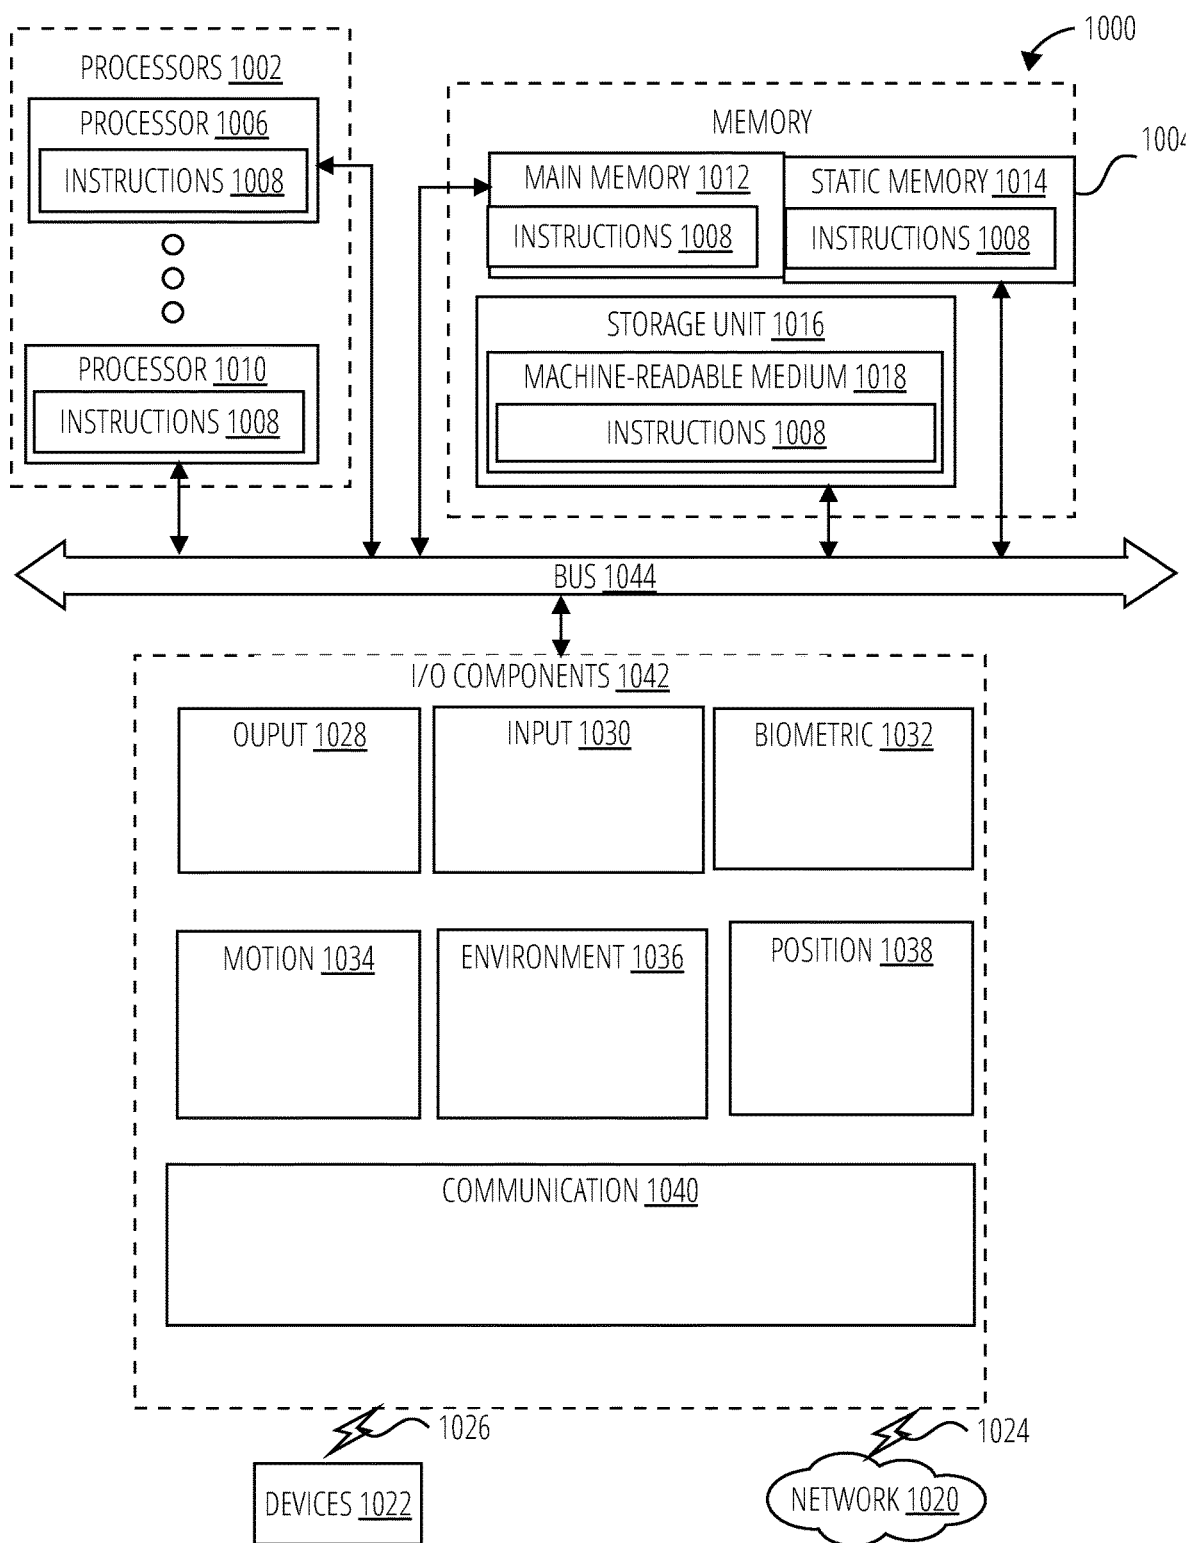 1000
PROCESSORS 1002
PROCESSOR 1006
INSTRUCTIONS 1008
PROCESSOR 1010
INSTRUCTIONS 1008
MEMORY
1004
MAIN MEMORY 1012
INSTRUCTIONS 1008
STATIC MEMORY 1014
INSTRUCTIONS 1008
STORAGE UNIT 1016
MACHINE-READABLE MEDIUM 1018
INSTRUCTIONS 1008
BUS 1044
I/O COMPONENTS 1042
OUPUT 1028
INPUT 1030
BIOMETRIC 1032
MOTION 1034
ENVIRONMENT 1036
POSITION 1038
COMMUNICATION 1040
1026
1024
DEVICES 1022
NETWORK 1020